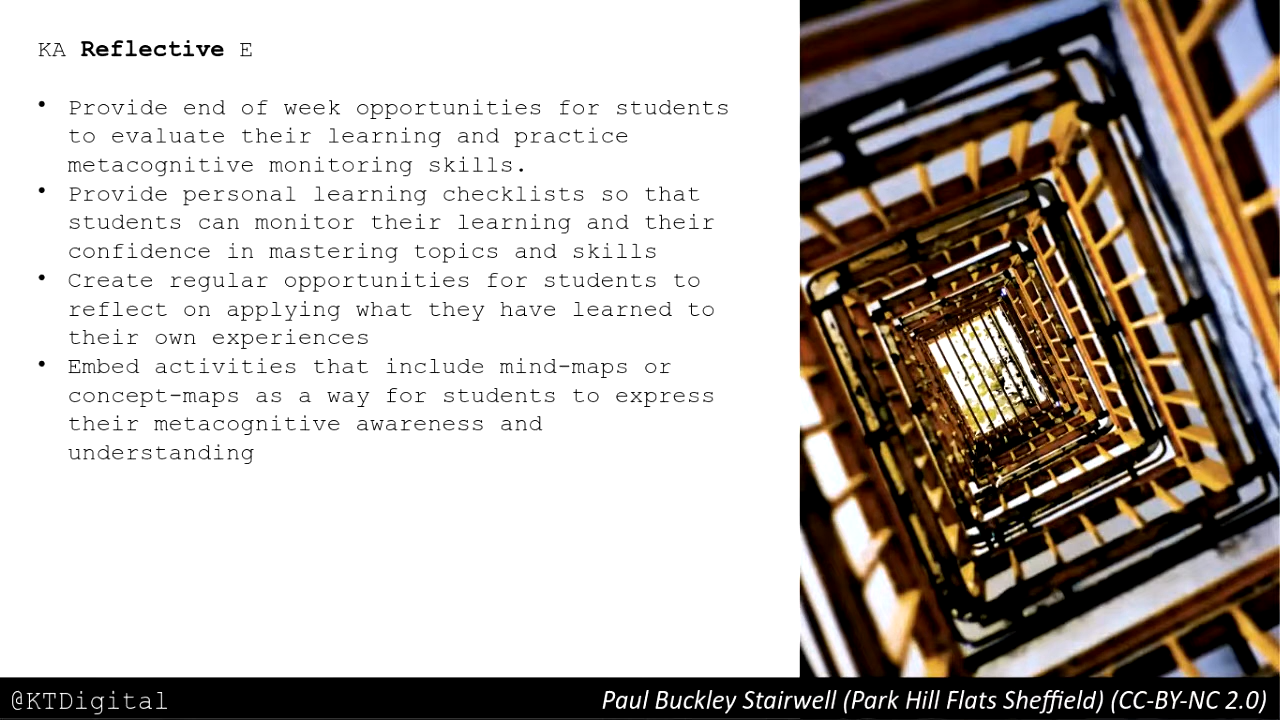 KA Reflective E
• Provide end of week opportunities for students
to evaluate their learning and practice
metacognitive monitoring skills.
• Provide personal learning checklists so that
students can monitor their learning and their
confidence in mastering topics and skills
• Create regular opportunities for students to
reflect on applying what they have learned to
their own experiences
• Embed activities that include mind-maps or
concept-maps as a way for students to express
their metacognitive awareness and
understanding
@KTDigital
Paul Buckley Stairwell (Park Hill Flats Sheffield) (CC-BY-NC 2.0)